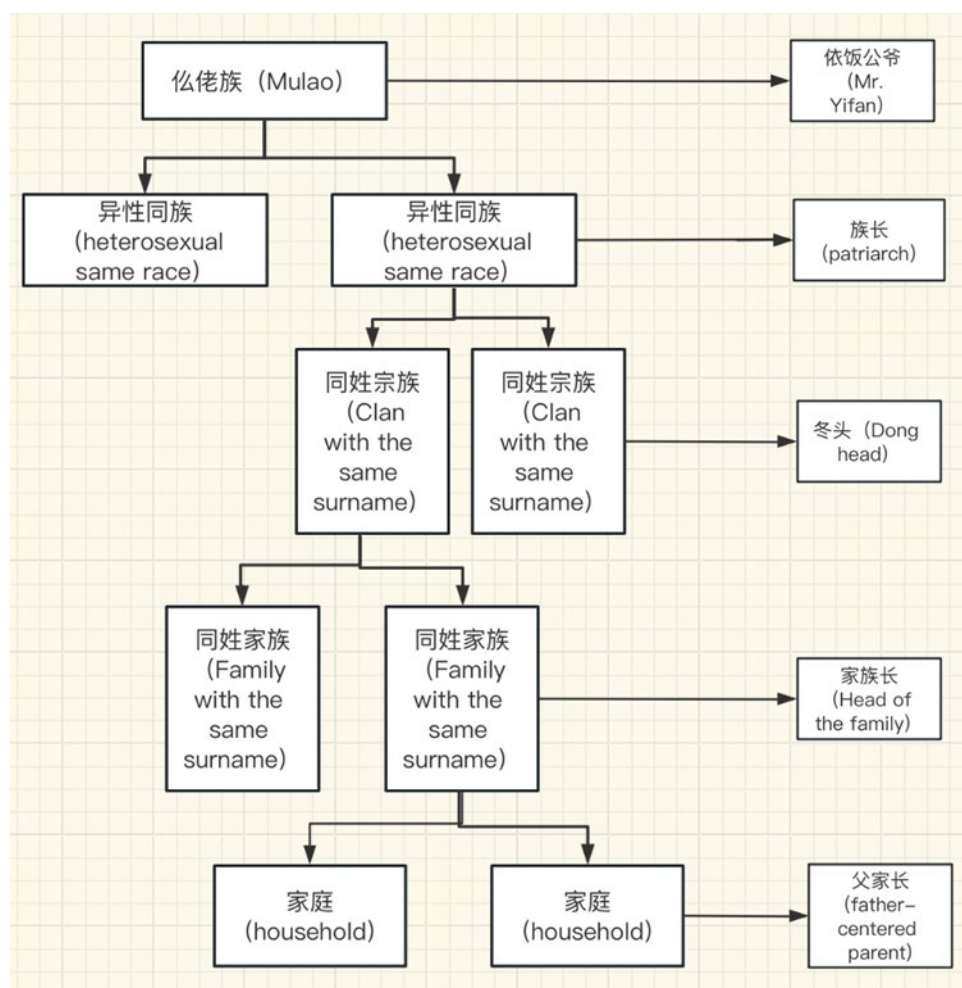 仫佬族（Mulao）
依饭公爷
（Mr.
Yifan）
异性同族
（heterosexual
same race）
异性同族
（heterosexual
same race）
族长
（patriarch）
同姓宗族
（Clan
with the
same
surname）
同姓宗族
（Clan
with the
same
surname）
冬头（Dong
head）
同姓家族
（Family
with the
same
surname）
同姓家族
（Family
with the
same
surname）
家族长
（Head of
the family）
家庭
（household）
家庭
（household）
父家长
（father-
centered
parent）